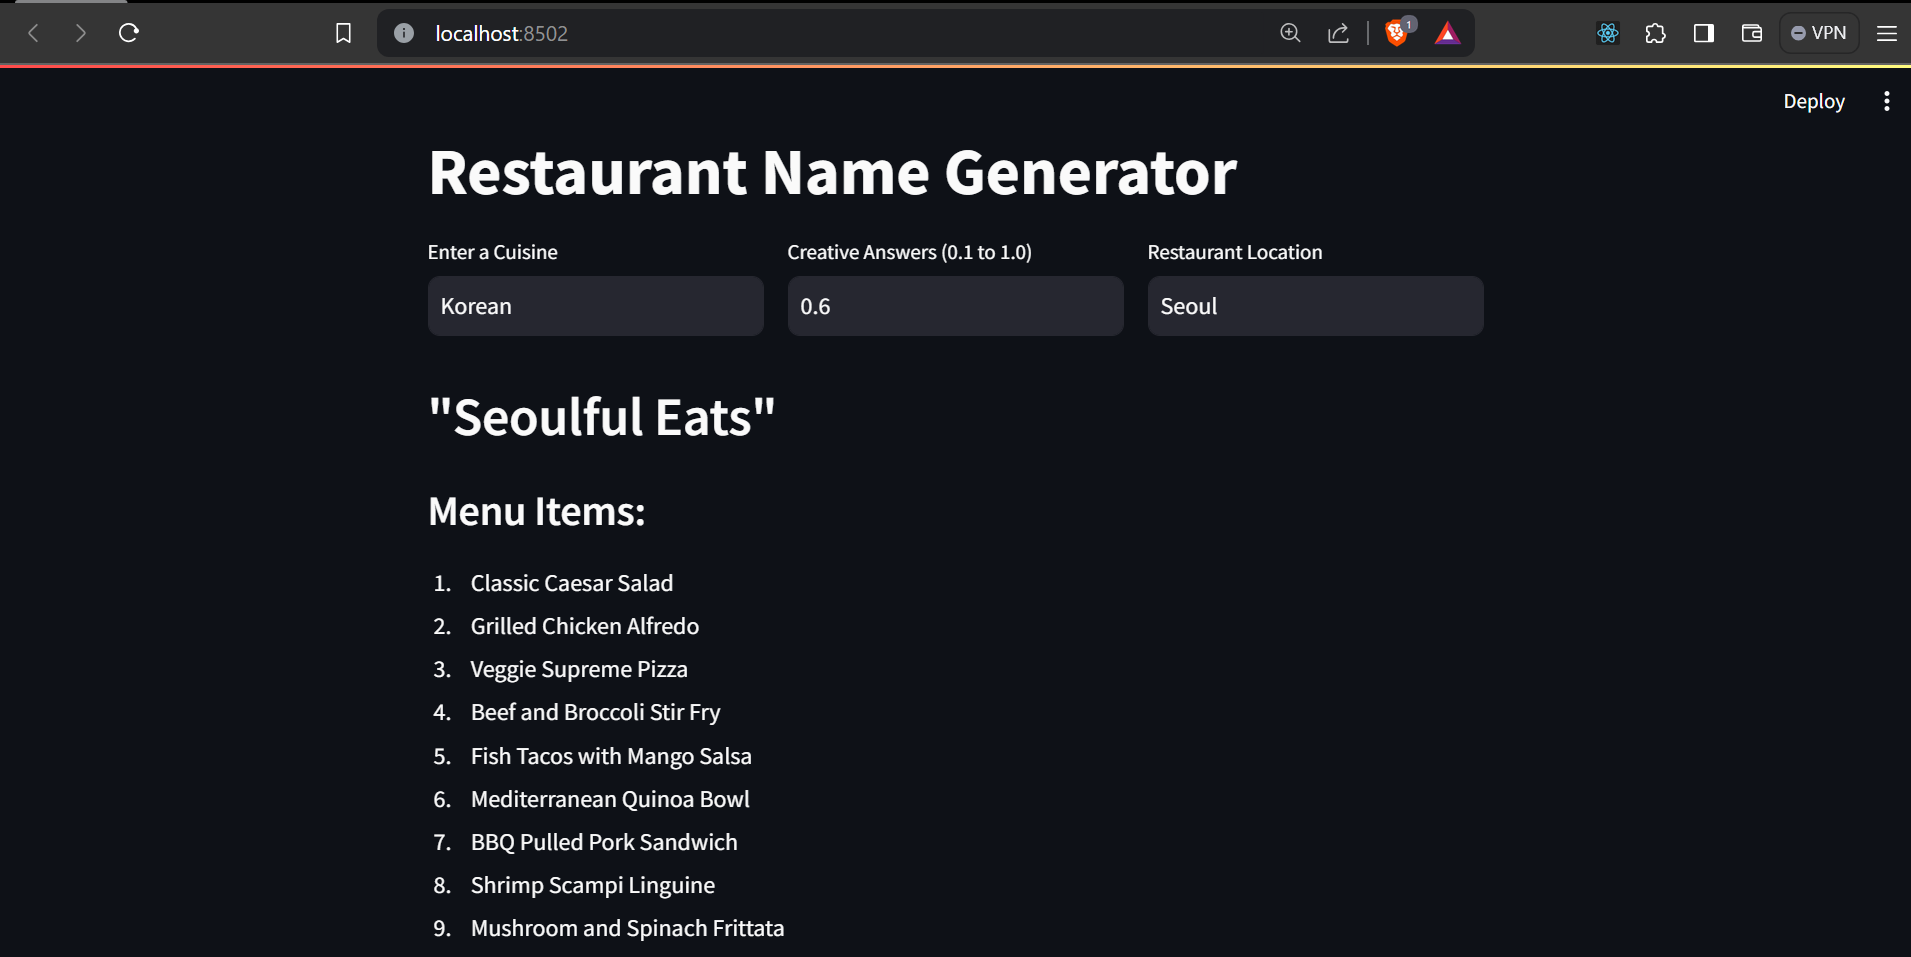 localhost:8502
1
VPN
Deploy
Restaurant Name Generator
Enter a Cuisine
Creative Answers (0.1 to 1.0)
Restaurant Location
Korean
0.6
Seoul
"Seoulful Eats"
Menu Items:
1. Classic Caesar Salad
2. Grilled Chicken Alfredo
3. Veggie Supreme Pizza
4. Beef and Broccoli Stir Fry
5. Fish Tacos with Mango Salsa
6. Mediterranean Quinoa Bowl
7. BBQ Pulled Pork Sandwich
8. Shrimp Scampi Linguine
9. Mushroom and Spinach Frittata